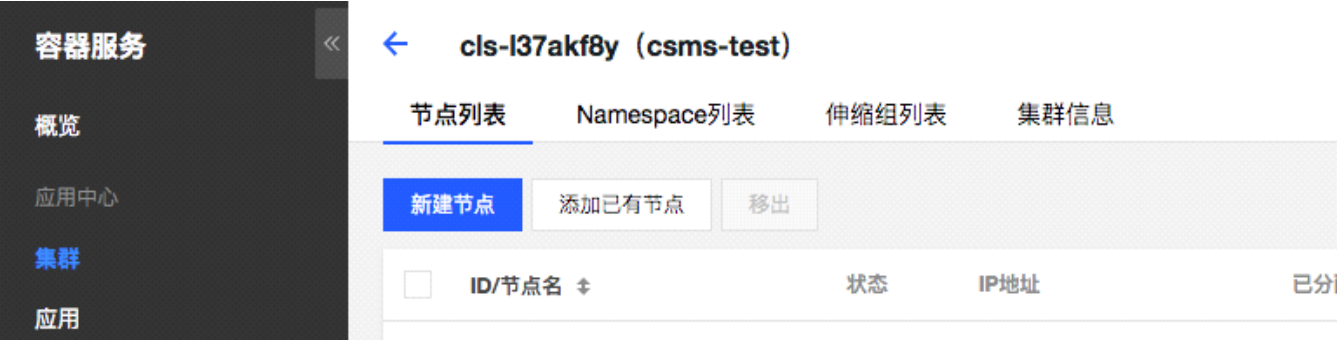 容器服务
«
概览
应用中心
集群
应用
← cls-l37akf8y（csms-test）
节点列表 Namespace列表 伸缩组列表 集群信息
新建节点 添加已有节点 移出
ID/节点名 状态 IP地址 已分